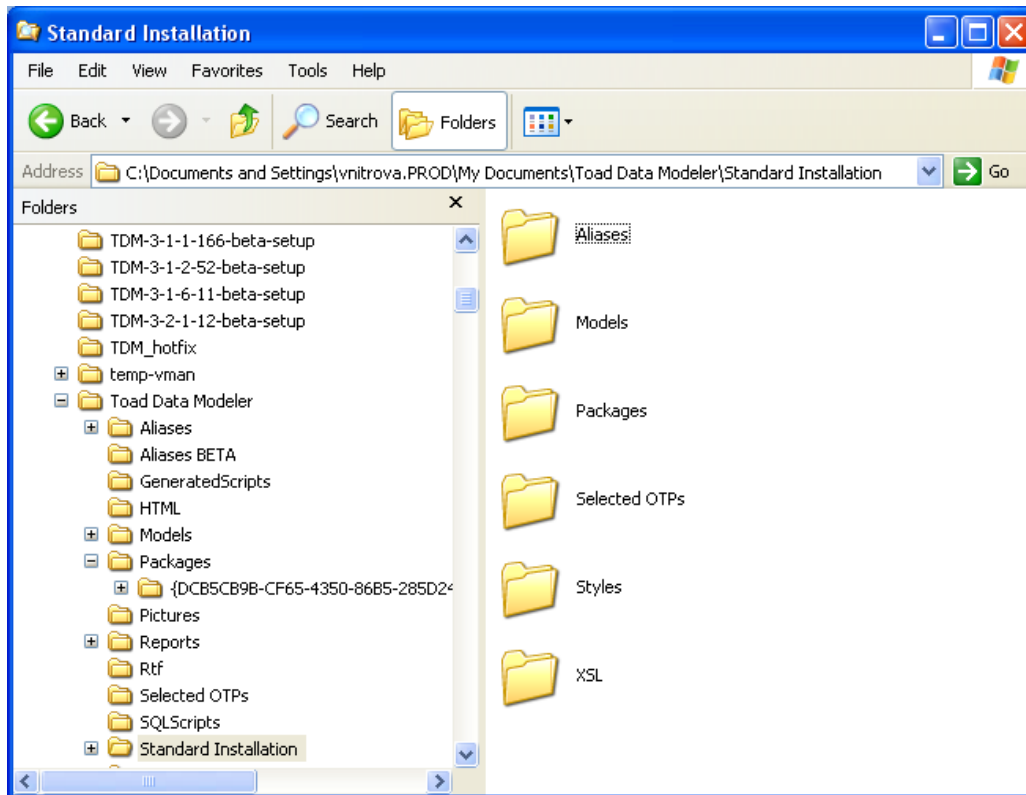 Standard Installation
File Edit View Favorites Tools Help
Back Search Folders
Address C:\Documents and Settings\vnitrova.PROD\My Documents\Toad Data Modeler\Standard Installation Go
Folders
TDM-3-1-1-166-beta-setup
TDM-3-1-2-52-beta-setup
TDM-3-1-6-11-beta-setup
TDM-3-2-1-12-beta-setup
TDM_hotfix
temp-vman
Toad Data Modeler
Aliases
Aliases BETA
GeneratedScripts
HTML
Models
Packages
{DCB5CB9B-CF65-4350-86B5-285D24
Pictures
Reports
Rtf
Selected OTPs
SQLScripts
Standard Installation
Aliases
Models
Packages
Selected OTPs
Styles
XSL